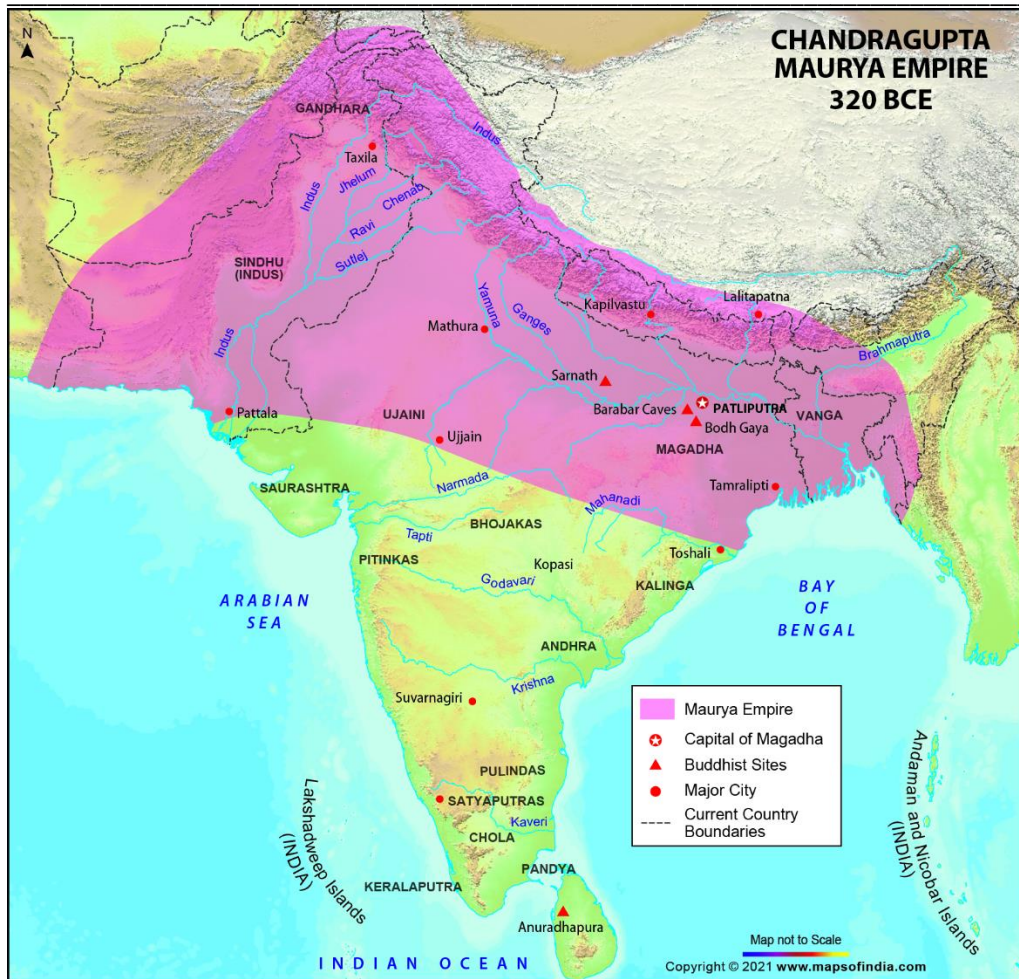 CHANDRAGUPTA
MAURYA EMPIRE
320 BCE
N
GANDHARA
Indus
Taxila
Jhelum
Indus
Chenab
Ravi
SINDHU
(INDUS)
Sutlej
Yamuna
Ganges
Kapilvastu
Lalitapatna
Mathura
Indus
Brahmaputra
Sarnath
Pattala
UJAINI
Barabar Caves
PATLIPUTRA
VANGA
Bodh Gaya
Ujjain
MAGADHA
Narmada
Tamralipti
SAURASHTRA
Mahanadi
BHOJAKAS
Tapti
Toshali
PITINKAS
Kopasi
Godavari
KALINGA
ARABIAN
SEA
BAY
OF
BENGAL
ANDHRA
Krishna
Suvarnagiri
Maurya Empire
Capital of Magadha
Buddhist Sites
Major City
Current Country
Boundaries
PULINDAS
SATYAPUTRAS
Kaveri
CHOLA
Lakshadweep Islands
(INDIA)
Andaman and Nicobar Islands
(INDIA)
PANDYA
KERALAPUTRA
Anuradhapura
Map not to Scale
INDIAN OCEAN
Copyright © 2021 www.mapsofindia.com